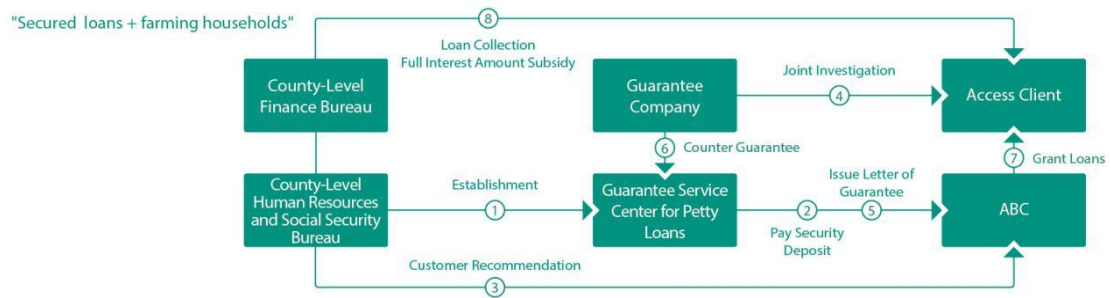 "Secured loans + farming households"
8
Loan Collection
Full Interest Amount Subsidy
County-Level
Finance Bureau
Guarantee
Company
Joint Investigation
4
Access Client
6
Counter Guarantee
7
Grant Loans
County-Level
Human Resources
and Social Security
Bureau
Establishment
1
Guarantee Service
Center for Petty
Loans
Issue Letter of
Guarantee
2
5
Pay Security
Deposit
ABC
Customer Recommendation
3